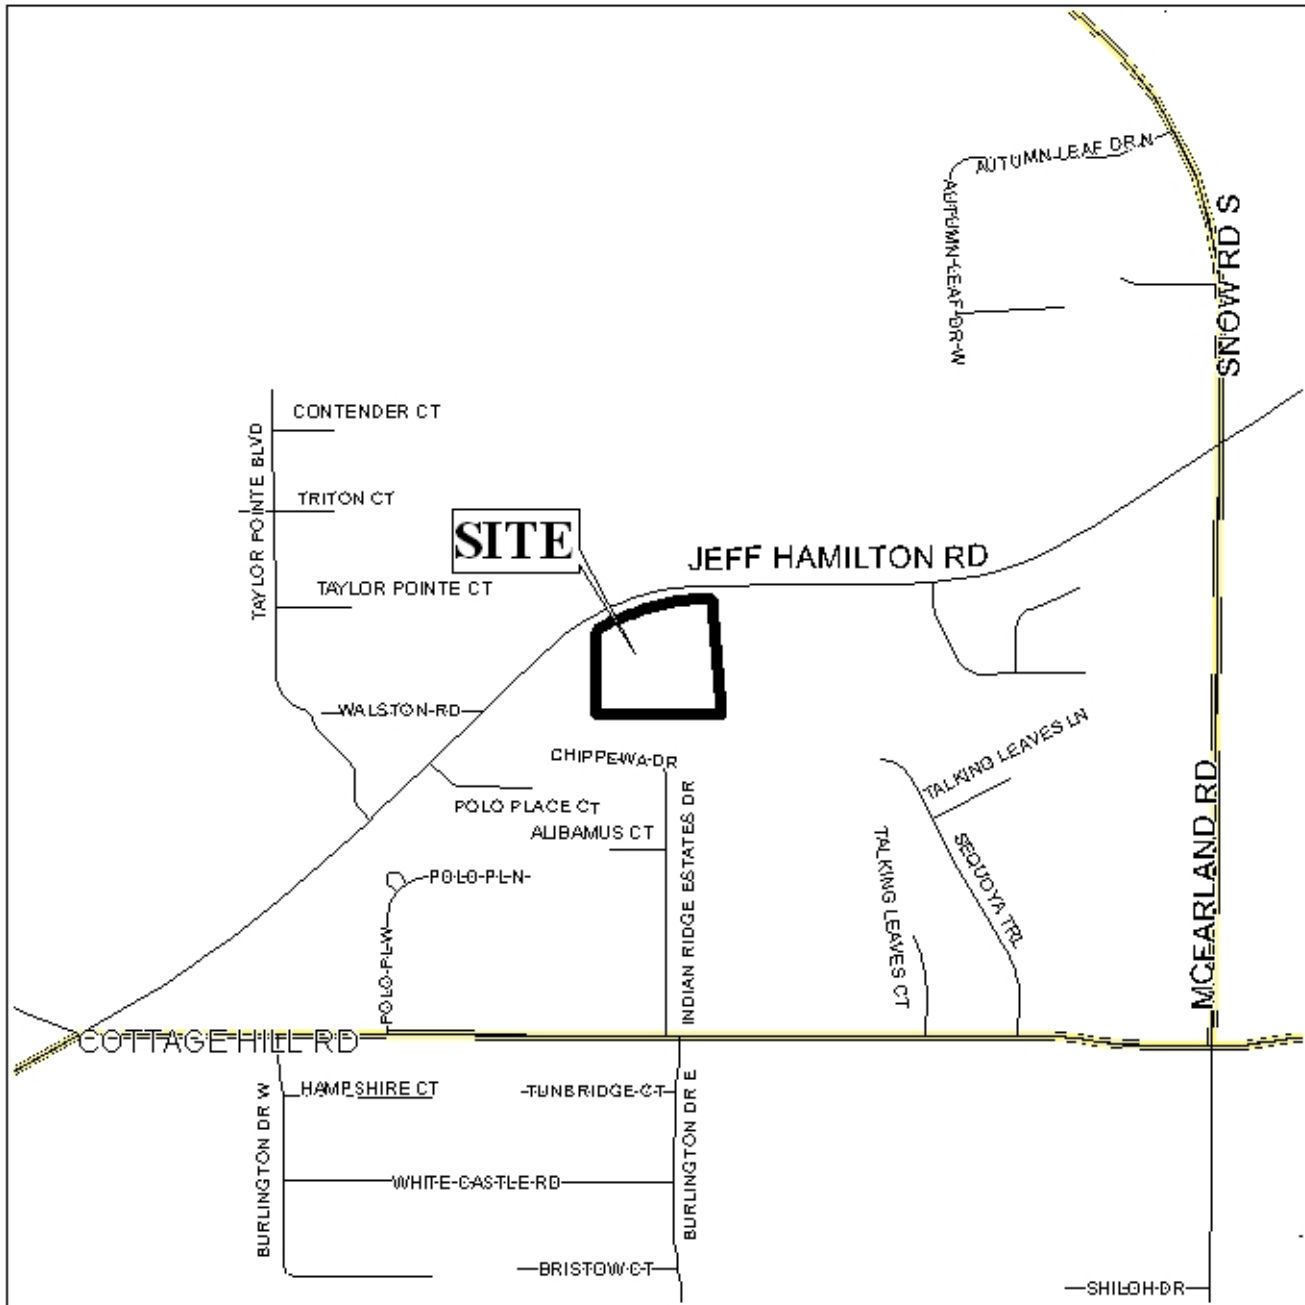 AUTUMN LEAF DR N
AUTUMN LEAF DR W
SNOW RD S
CONTENDER CT
TAYLOR POINTE BLVD
TRITON CT
SITE
JEFF HAMILTON RD
TAYLOR POINTE CT
WALSTON RD
CHIPPEWA DR
TALKING LEAVES LN
POLO PLACE CT
ALIBAMUS CT
INDIAN RIDGE ESTATES DR
TALKING LEAVES CT
SEQUOYA TRL
MCFARLAND RD
POLO PL N
POLO PL W
COTTAGE HILL RD
HAMPSHIRE CT
TUNBRIDGE CT
BURLINGTON DR W
BURLINGTON DR E
WHITE CASTLE RD
BRISTOW CT
SHILOH DR